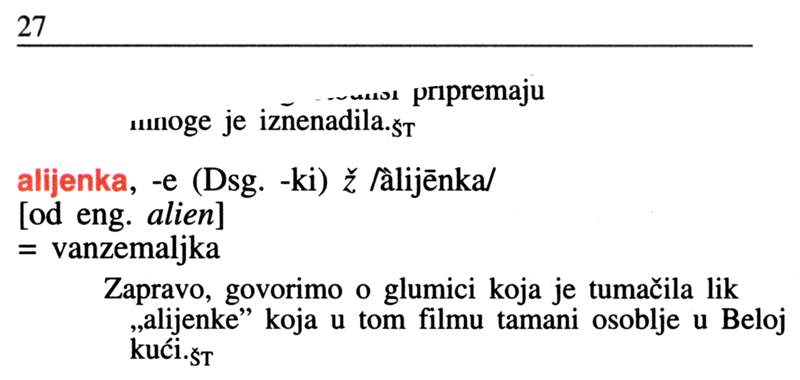 27
pripremaju
mnoge je iznenadila.ŠT
alijenka, -e (Dsg. -ki) ž /ȁlijēnka/
[od eng. alien]
= vanzemaljka
Zapravo, govorimo o glumici koja je tumačila lik
„alijenke” koja u tom filmu tamani osoblje u Beloj
kući.ŠT